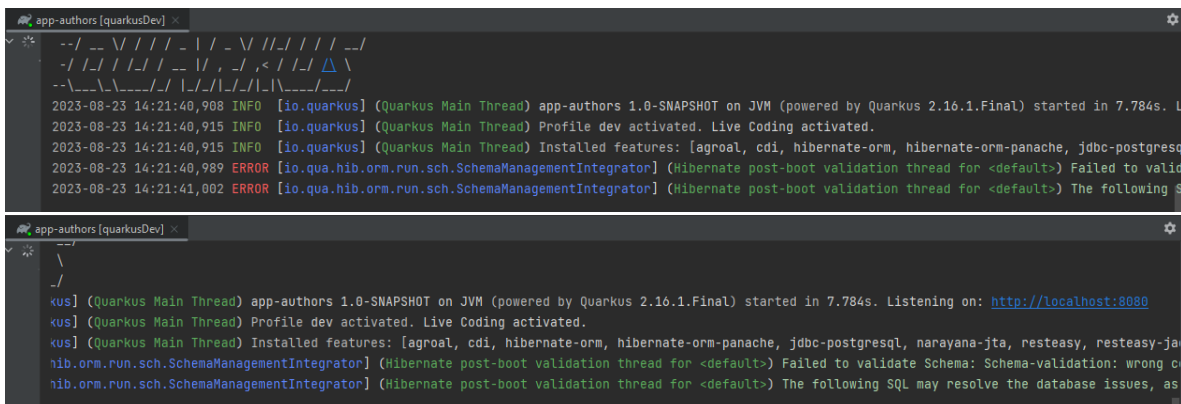 app-authors [quarkusDev] ×
--/ __ \/ / / / _ | / _ \/ //_/ / / / __/
-/ /_/ / /_/ / __ |/ , _/ ,< / /_/ /\ \
--\___\_\____/_/ |_/_/|_/_/|_|\____/___/
2023-08-23 14:21:40,908 INFO [io.quarkus] (Quarkus Main Thread) app-authors 1.0-SNAPSHOT on JVM (powered by Quarkus 2.16.1.Final) started in 7.784s. L
2023-08-23 14:21:40,915 INFO [io.quarkus] (Quarkus Main Thread) Profile dev activated. Live Coding activated.
2023-08-23 14:21:40,915 INFO [io.quarkus] (Quarkus Main Thread) Installed features: [agroal, cdi, hibernate-orm, hibernate-orm-panache, jdbc-postgresq
2023-08-23 14:21:40,989 ERROR [io.qua.hib.orm.run.sch.SchemaManagementIntegrator] (Hibernate post-boot validation thread for <default>) Failed to valid
2023-08-23 14:21:41,002 ERROR [io.qua.hib.orm.run.sch.SchemaManagementIntegrator] (Hibernate post-boot validation thread for <default>) The following S
app-authors [quarkusDev] ×
__/
\
_/
kus] (Quarkus Main Thread) app-authors 1.0-SNAPSHOT on JVM (powered by Quarkus 2.16.1.Final) started in 7.784s. Listening on: http://localhost:8080
kus] (Quarkus Main Thread) Profile dev activated. Live Coding activated.
kus] (Quarkus Main Thread) Installed features: [agroal, cdi, hibernate-orm, hibernate-orm-panache, jdbc-postgresql, narayana-jta, resteasy, resteasy-ja
hib.orm.run.sch.SchemaManagementIntegrator] (Hibernate post-boot validation thread for <default>) Failed to validate Schema: Schema-validation: wrong c
hib.orm.run.sch.SchemaManagementIntegrator] (Hibernate post-boot validation thread for <default>) The following SQL may resolve the database issues, as